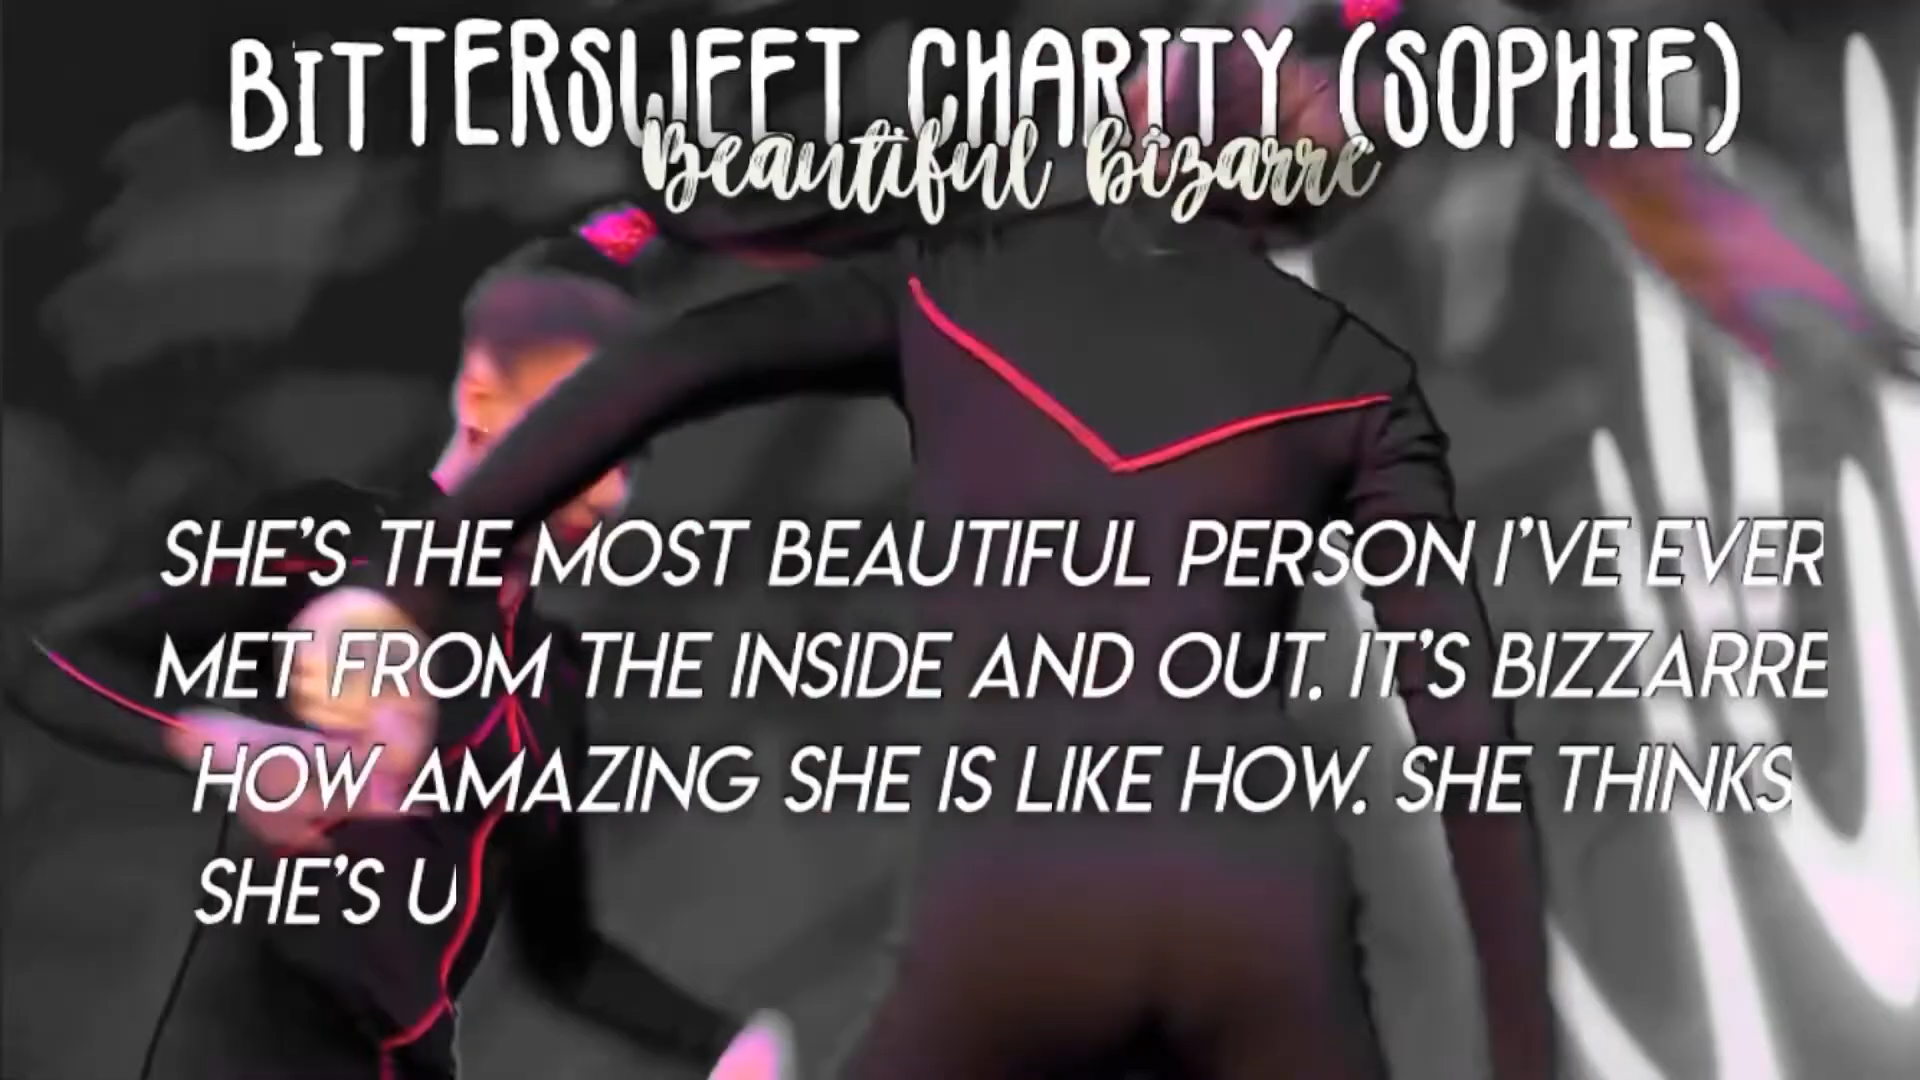 BITTERSWEET CHARITY (SOPHIE)
Beautiful bizarre
SHE'S THE MOST BEAUTIFUL PERSON I'VE EVER
MET FROM THE INSIDE AND OUT. IT'S BIZZARRE
HOW AMAZING SHE IS LIKE HOW. SHE THINKS
SHE'S U